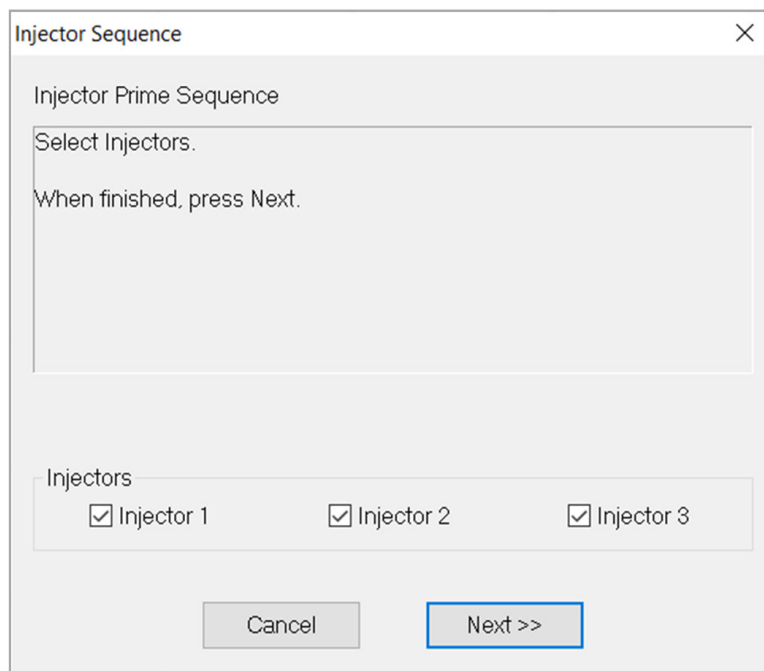 Injector Sequence
Injector Prime Sequence
Select Injectors.
When finished, press Next.
Injectors
Injector 1 Injector 2 Injector 3
Cancel Next >>